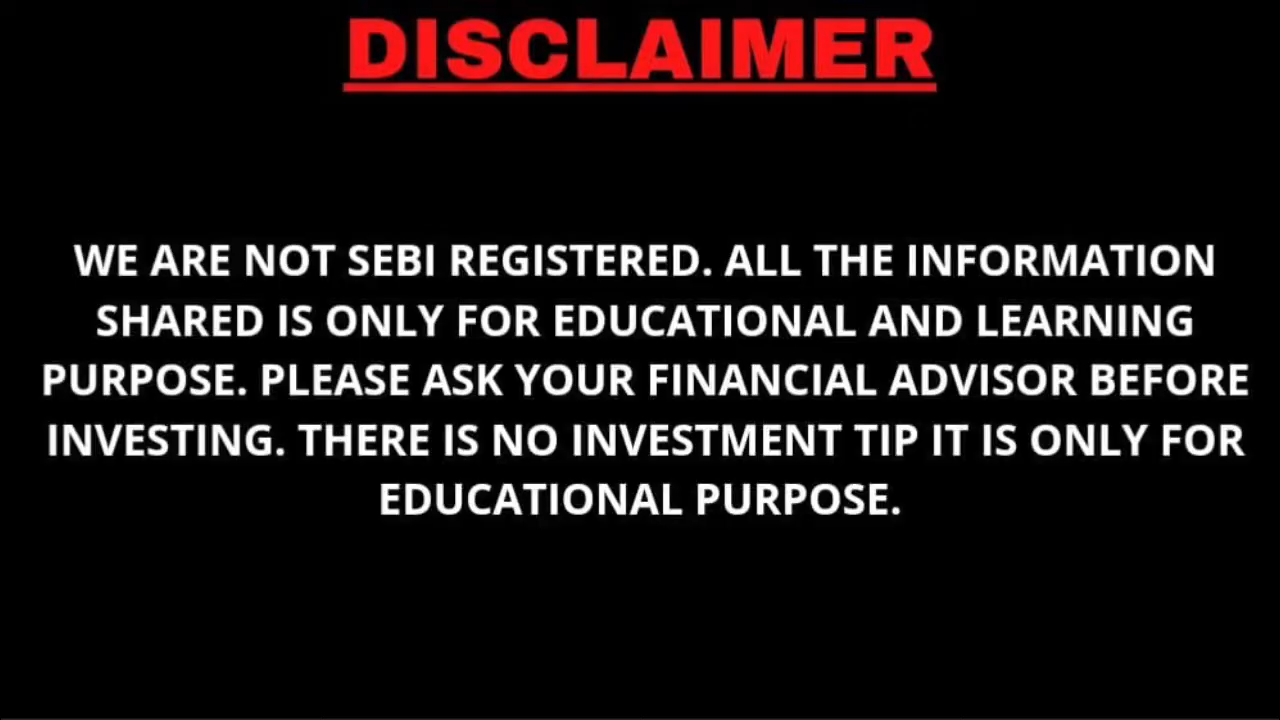 DISCLAIMER
WE ARE NOT SEBI REGISTERED. ALL THE INFORMATION
SHARED IS ONLY FOR EDUCATIONAL AND LEARNING
PURPOSE. PLEASE ASK YOUR FINANCIAL ADVISOR BEFORE
INVESTING. THERE IS NO INVESTMENT TIP IT IS ONLY FOR
EDUCATIONAL PURPOSE.